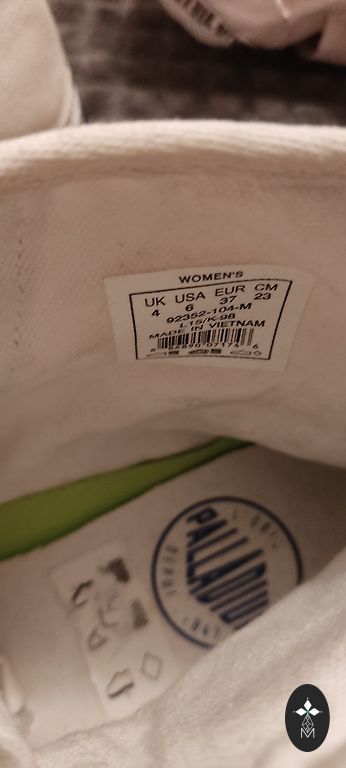 WOMEN'S
UK USA EUR CM
4 6 37 23
92352-104-M
L15/K-98
MADE IN VIETNAM
PALLADIUM
M